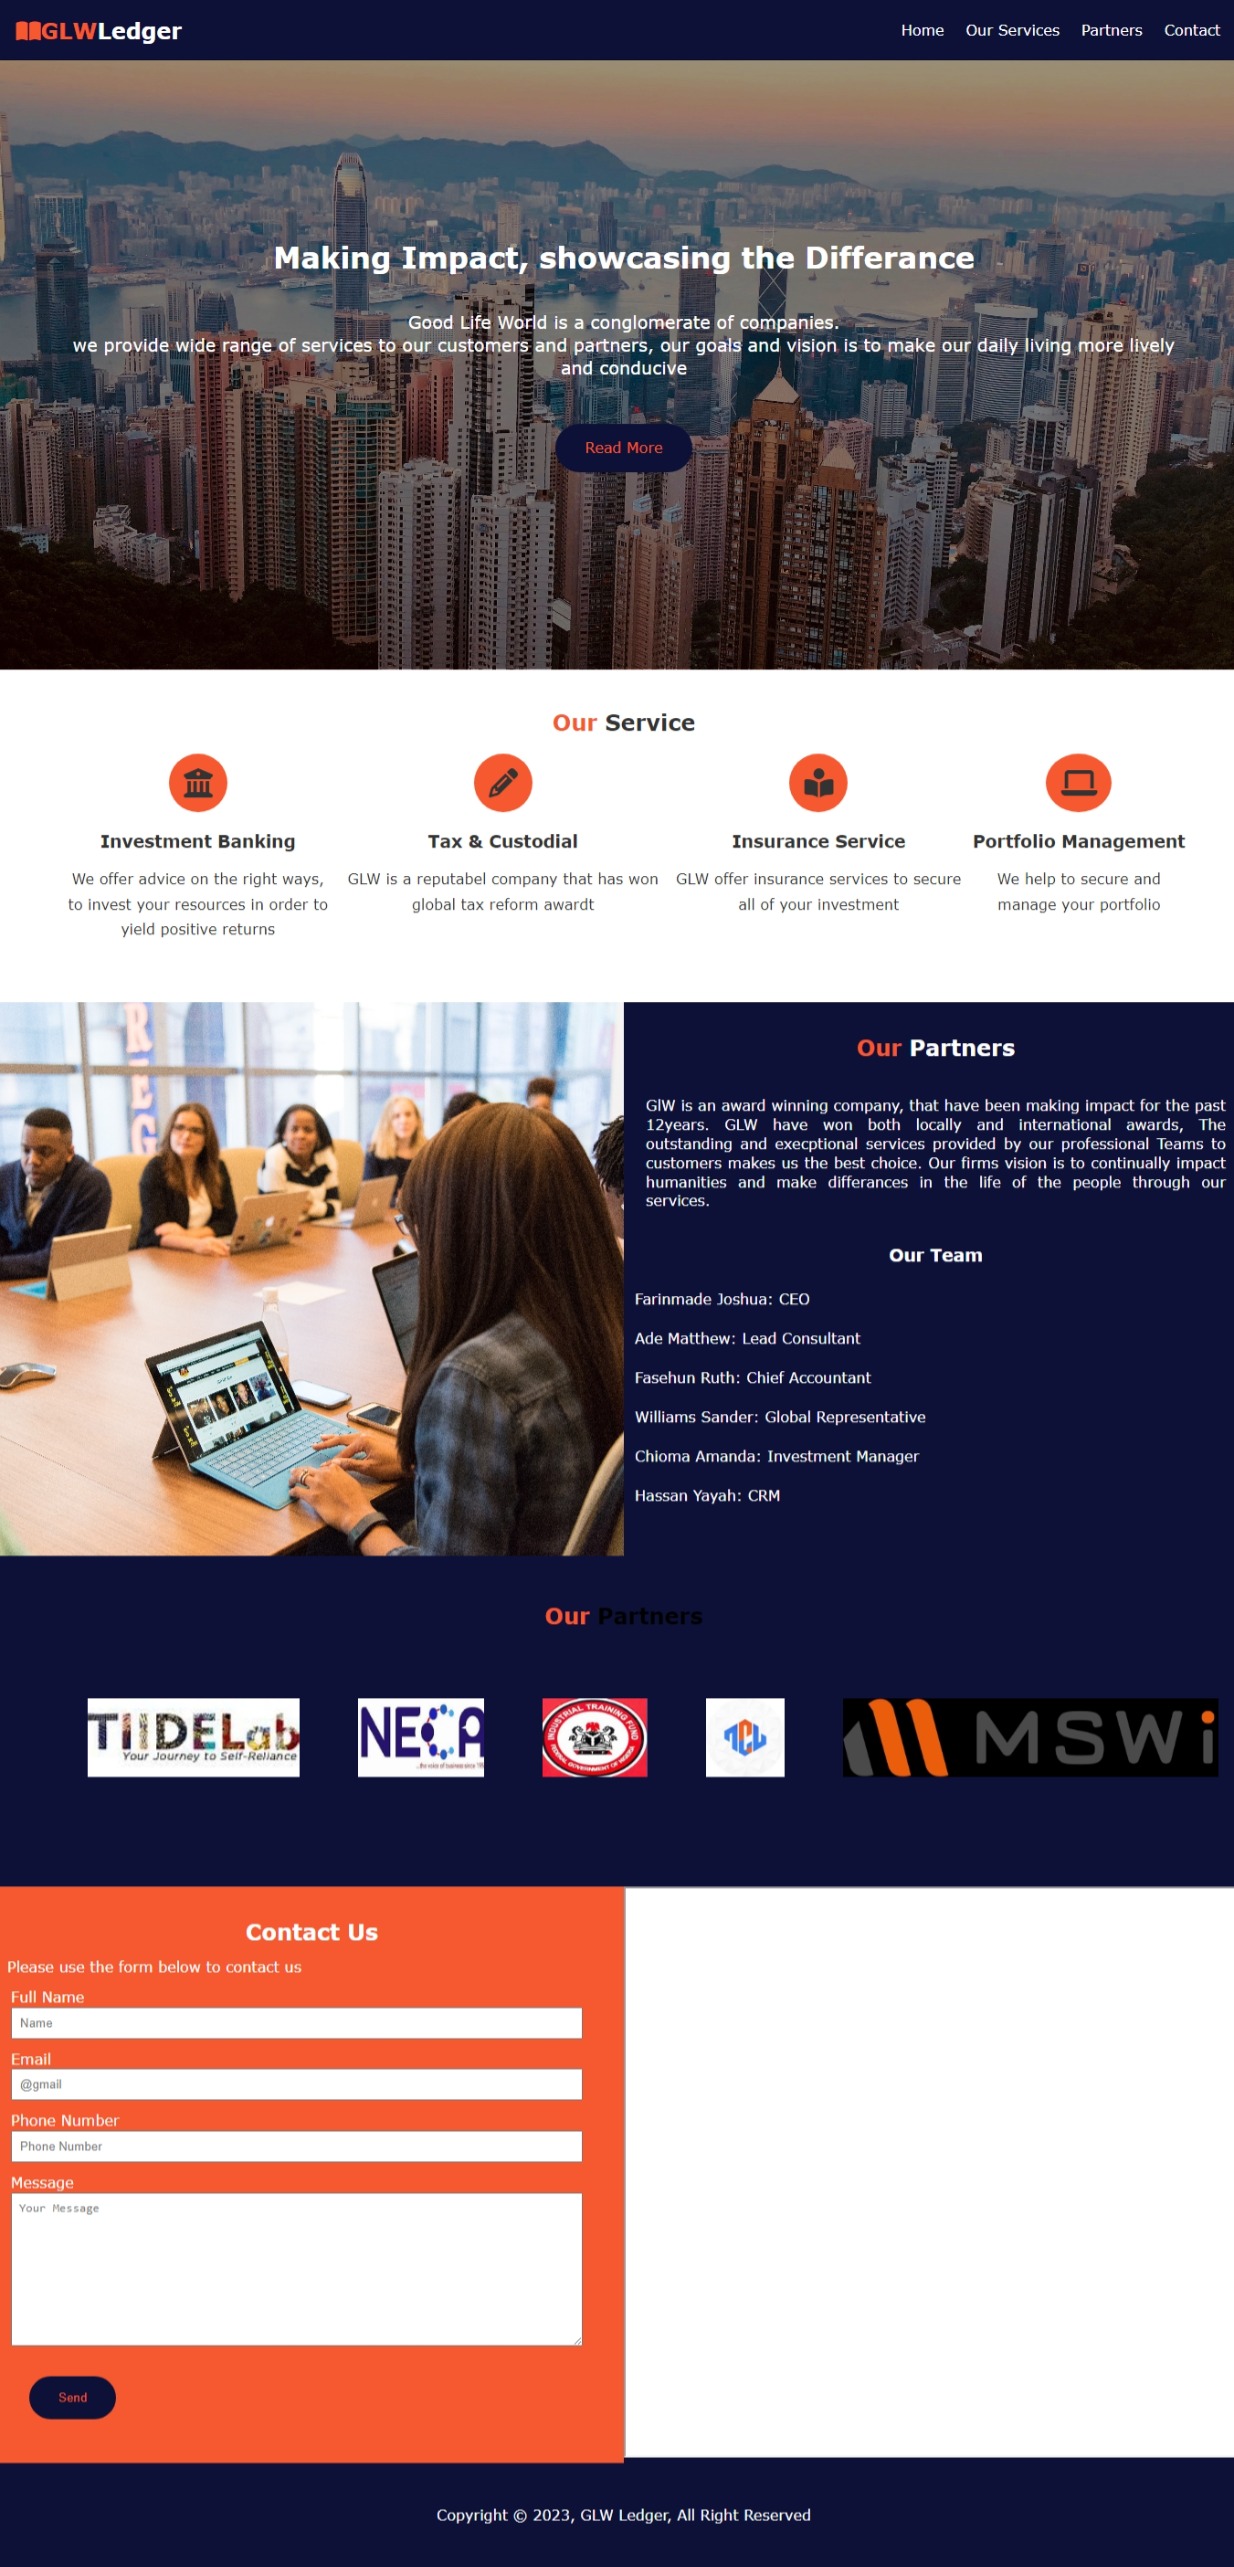 GLWLedger
Home Our Services Partners Contact
Making Impact, showcasing the Differance
Good Life World is a conglomerate of companies.
we provide wide range of services to our customers and partners, our goals and vision is to make our daily living more lively
and conducive
Read More
Our Service
Investment Banking
We offer advice on the right ways,
to invest your resources in order to
yield positive returns
Tax & Custodial
GLW is a reputabel company that has won
global tax reform awardt
Insurance Service
GLW offer insurance services to secure
all of your investment
Portfolio Management
We help to secure and
manage your portfolio
Our Partners
GlW is an award winning company, that have been making impact for the past
12years. GLW have won both locally and international awards, The
outstanding and execptional services provided by our professional Teams to
customers makes us the best choice. Our firms vision is to continually impact
humanities and make differances in the life of the people through our
services.
Our Team
Farinmade Joshua: CEO
Ade Matthew: Lead Consultant
Fasehun Ruth: Chief Accountant
Williams Sander: Global Representative
Chioma Amanda: Investment Manager
Hassan Yayah: CRM
Our Partners
TIIDELab
Your Journey to Self-Reliance
NECA
INDUSTRIAL TRAINING FUND
FEDERAL GOVERNMENT OF NIGERIA
TCL
MSWi
Contact Us
Please use the form below to contact us
Full Name
Name
Email
@gmail
Phone Number
Phone Number
Message
Your Message
Send
Copyright © 2023, GLW Ledger, All Right Reserved